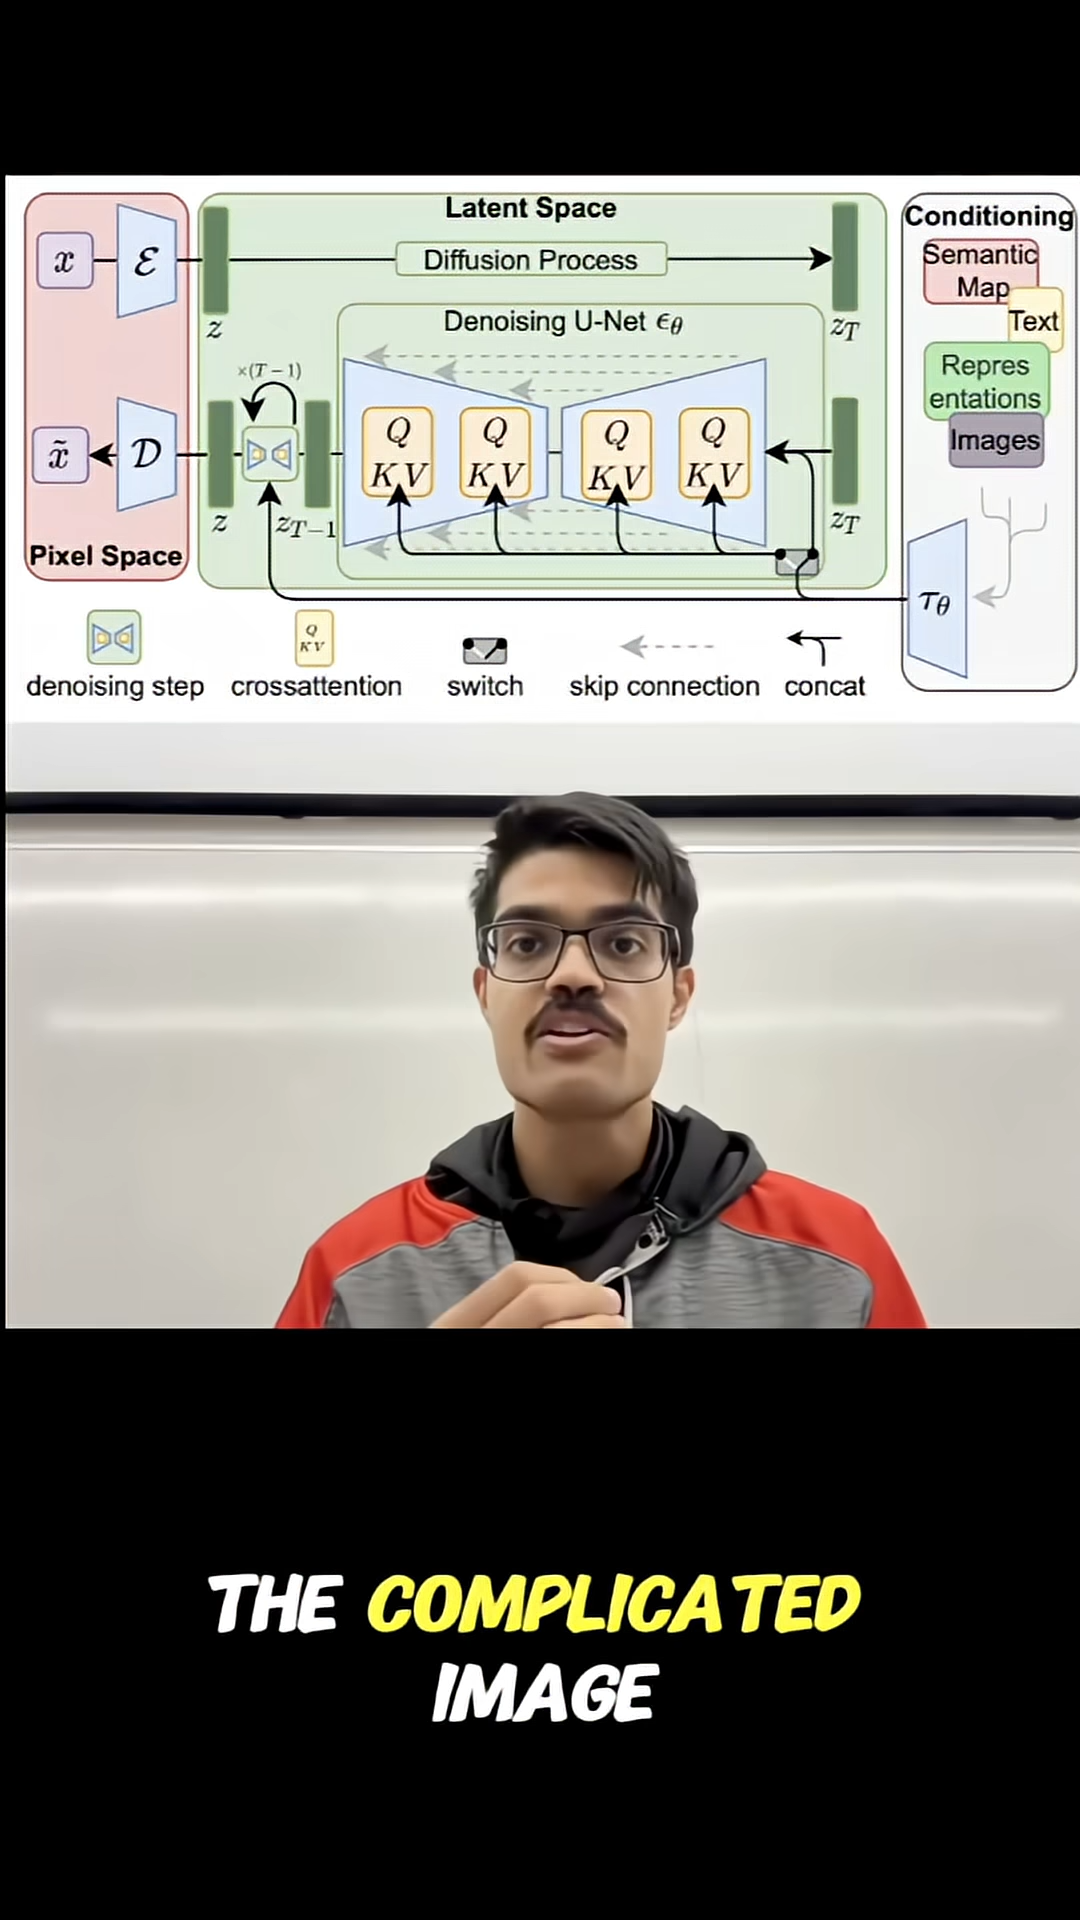 Latent Space
Conditioning
x
ℰ
Diffusion Process
Semantic
Map
Text
z
Denoising U-Net ϵθ
zT
×(T−1)
Repres
entations
Images
Q
KV
Q
KV
Q
KV
Q
KV
x̃
D
z
zT−1
zT
Pixel Space
τθ
Q
KV
denoising step
crossattention
switch
skip connection
concat
THE COMPLICATED
IMAGE